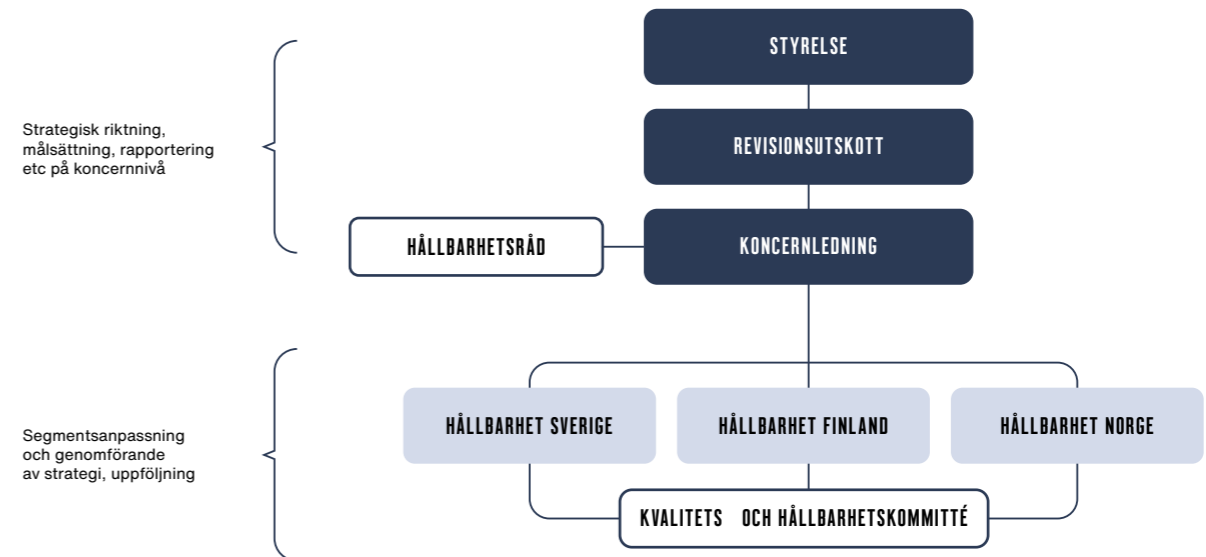 STYRELSE
Strategisk riktning,
målsättning, rapportering
etc på koncernnivå
REVISIONSUTSKOTT
HÅLLBARHETSRÅD
KONCERNLEDNING
Segmentsanpassning
och genomförande
av strategi, uppföljning
HÅLLBARHET SVERIGE
HÅLLBARHET FINLAND
HÅLLBARHET NORGE
KVALITETS OCH HÅLLBARHETSKOMMITTÉ